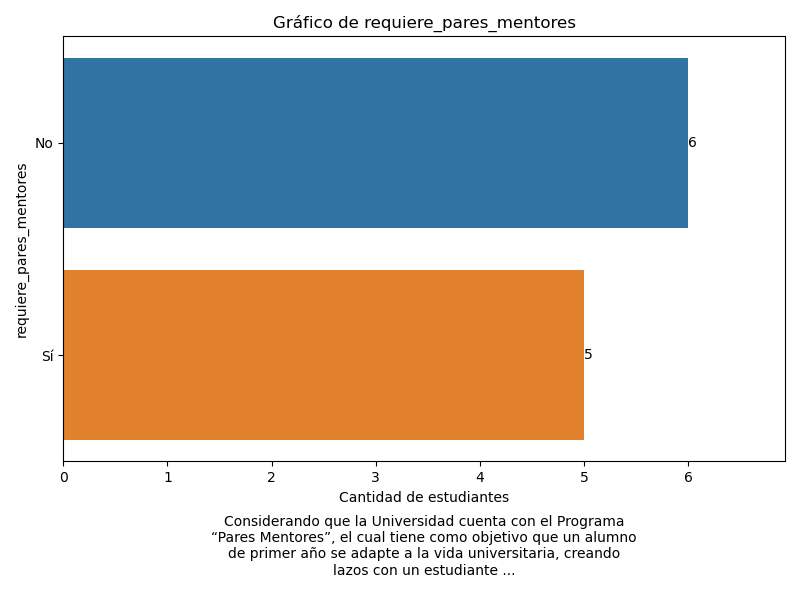 Gráfico de requiere_pares_mentores
requiere_pares_mentores
No
6
Sí
5
0 1 2 3 4 5 6
Cantidad de estudiantes
Considerando que la Universidad cuenta con el Programa
“Pares Mentores”, el cual tiene como objetivo que un alumno
de primer año se adapte a la vida universitaria, creando
lazos con un estudiante ...